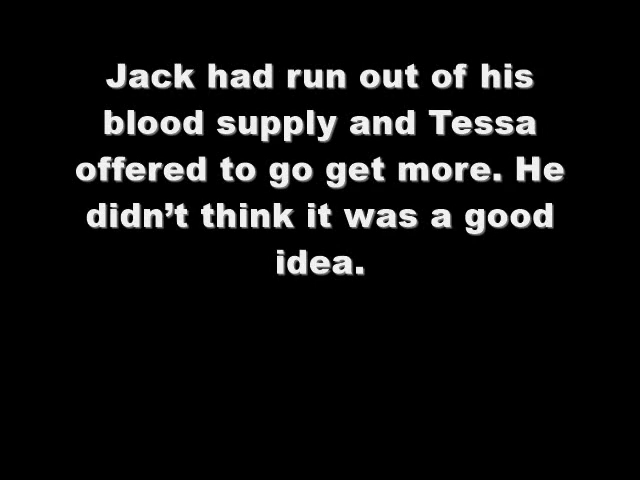 Jack had run out of his
blood supply and Tessa
offered to go get more. He
didn’t think it was a good
idea.